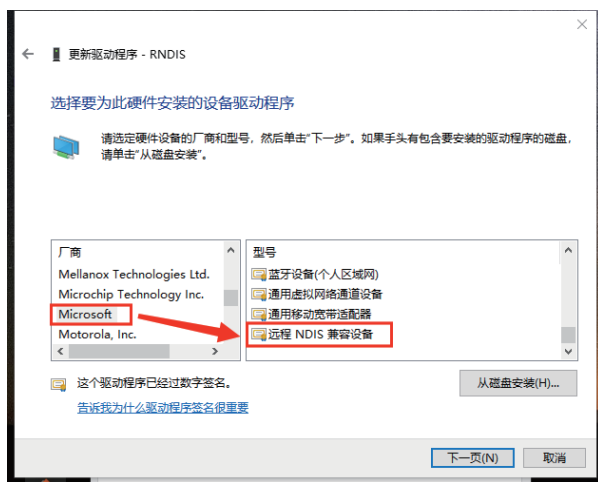 更新驱动程序 - RNDIS
选择要为此硬件安装的设备驱动程序
请选定硬件设备的厂商和型号，然后单击"下一步"。如果手头有包含要安装的驱动程序的磁盘，
请单击"从磁盘安装"。
厂商
Mellanox Technologies Ltd.
Microchip Technology Inc.
Microsoft
Motorola, Inc.
型号
蓝牙设备(个人区域网)
通用虚拟网络通道设备
通用移动宽带适配器
远程 NDIS 兼容设备
这个驱动程序已经过数字签名。
告诉我为什么驱动程序签名很重要
从磁盘安装(H)...
下一页(N)
取消